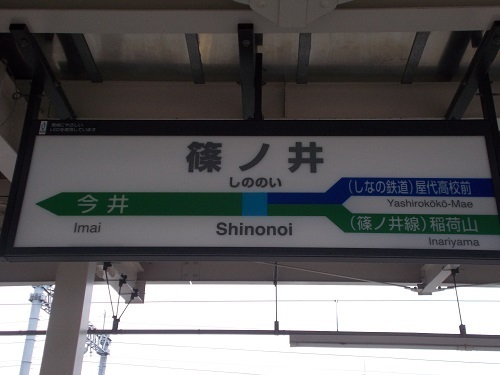 篠ノ井
しののい
Shinonoi
今井
Imai
(しなの鉄道)屋代高校前
Yashirokōkō-Mae
(篠ノ井線)稲荷山
Inariyama